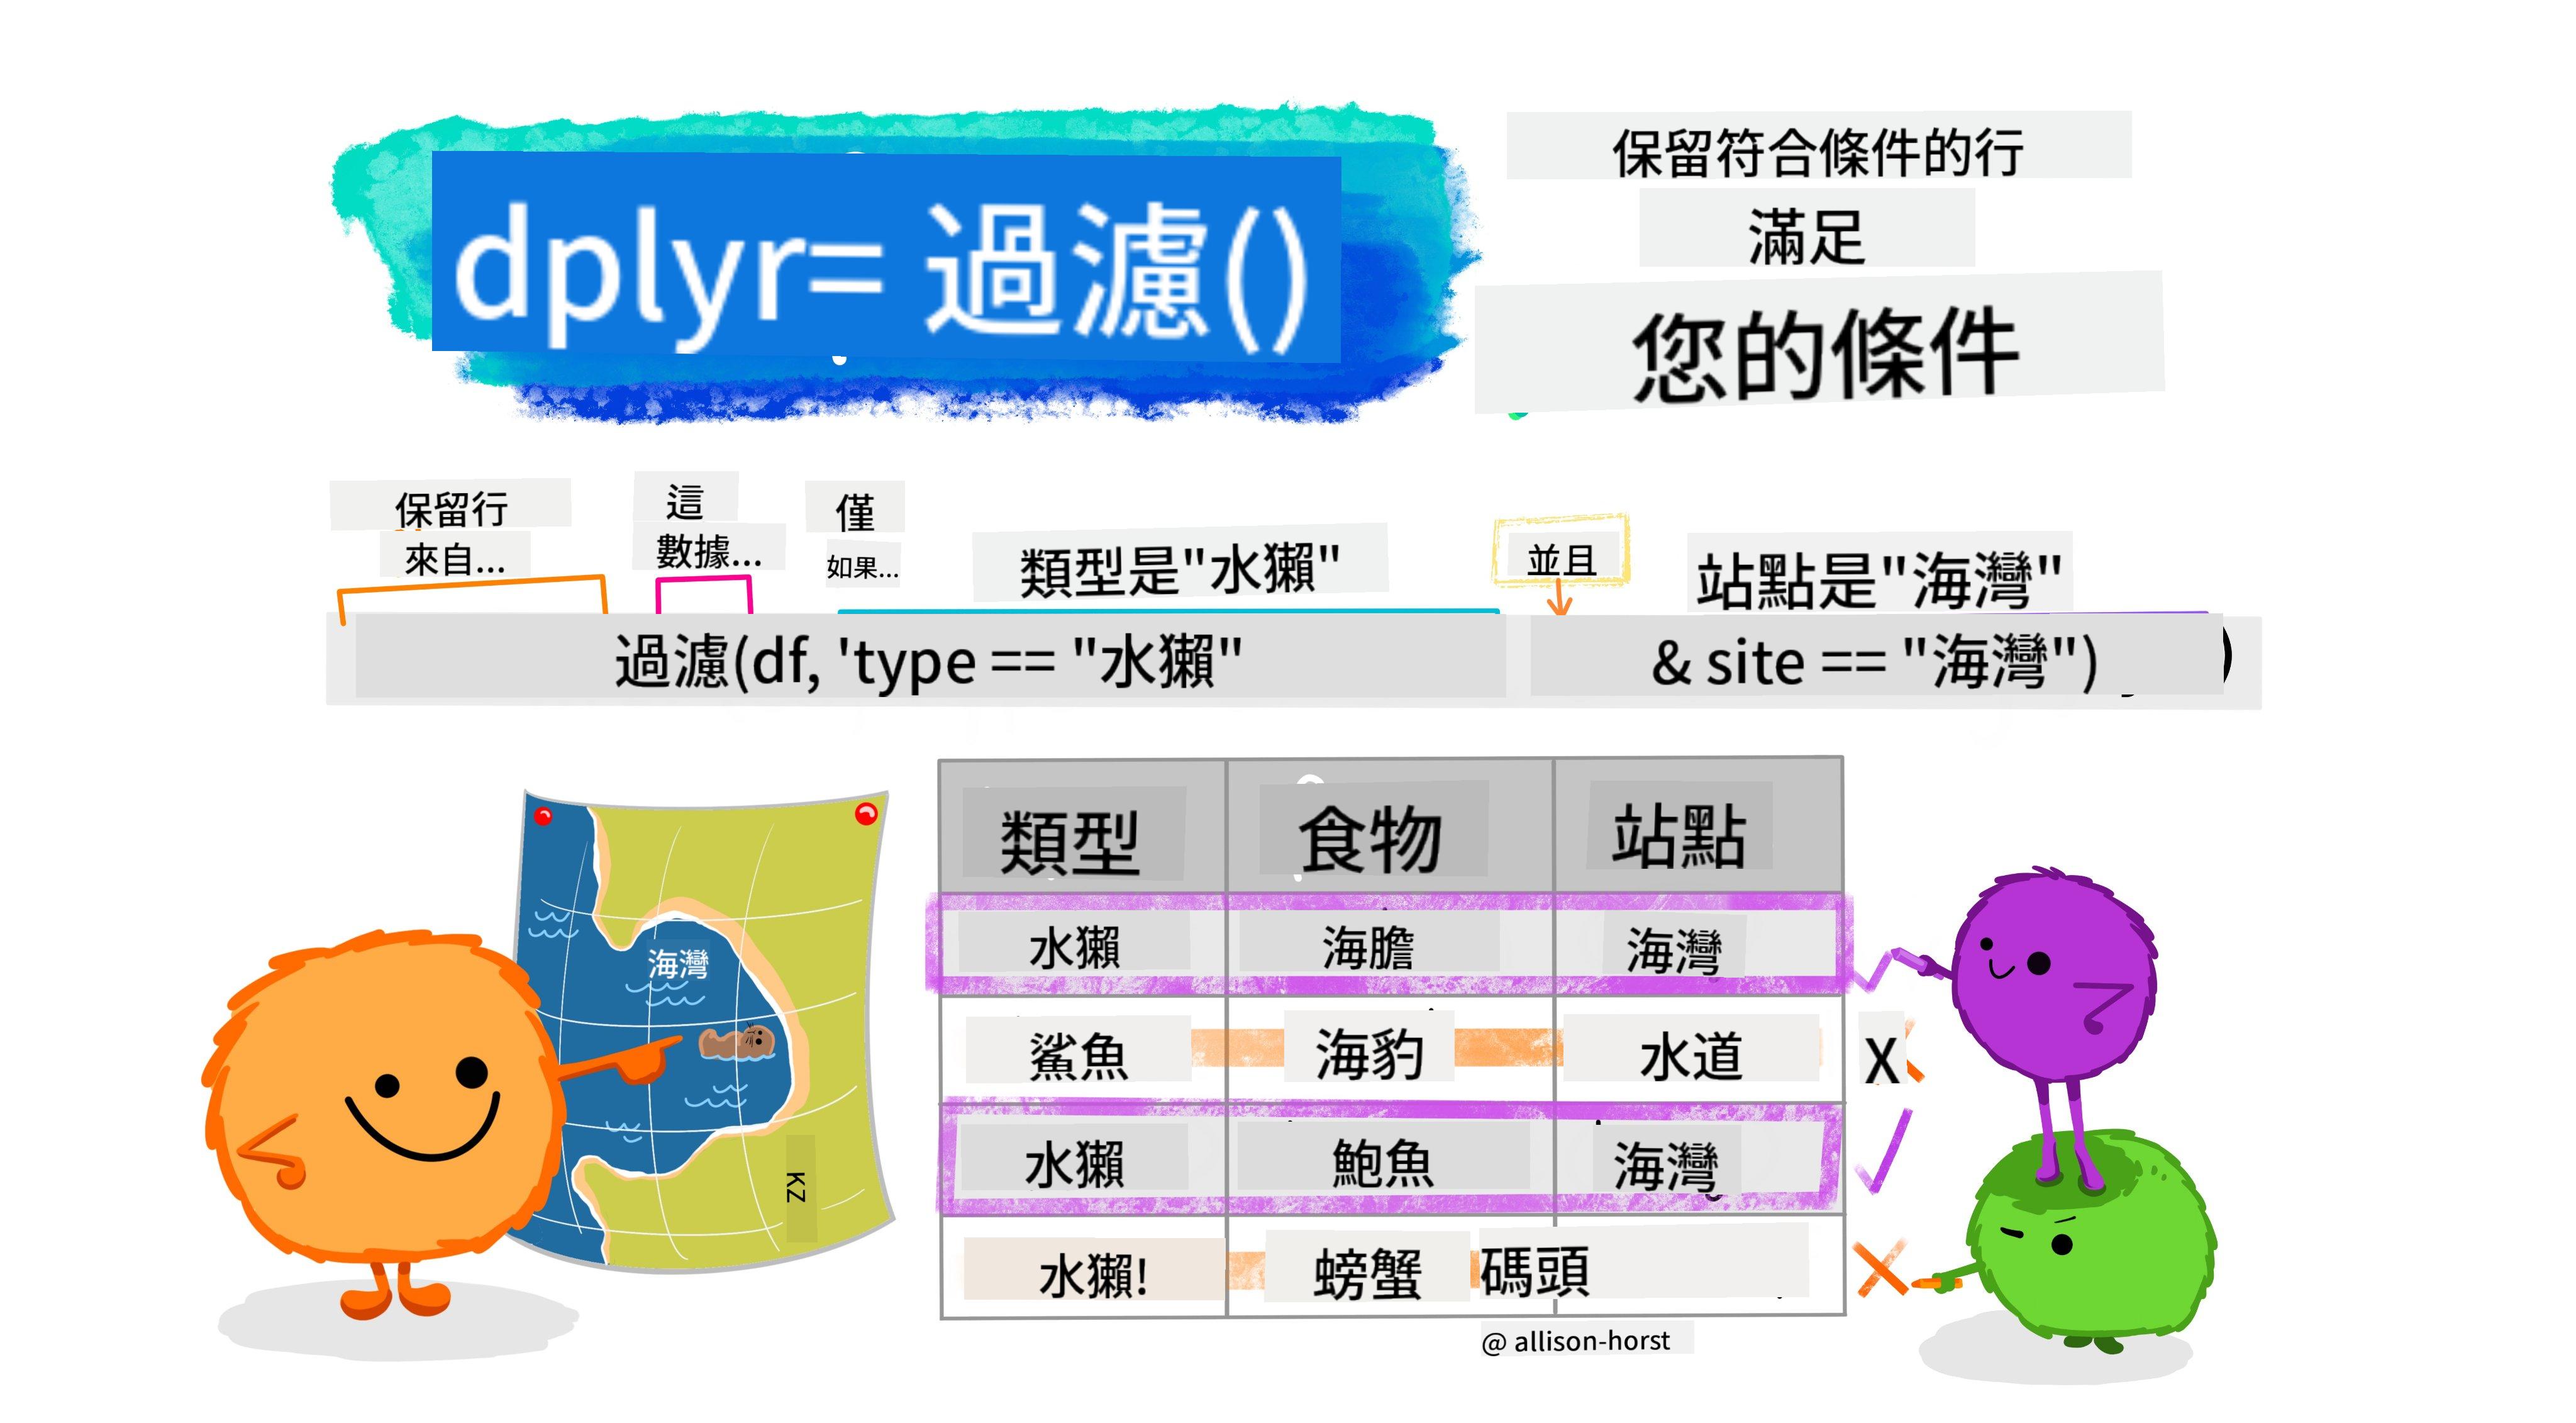 dplyr= 過濾()
保留符合條件的行
滿足
您的條件
保留行
來自...
這
數據...
僅
如果...
類型是"水獺"
並且
站點是"海灣"
過濾(df, 'type == "水獺"
& site == "海灣")
類型 食物 站點
水獺 海膽 海灣
鯊魚 海豹 水道
X
水獺 鮑魚 海灣
水獺! 螃蟹 碼頭
海灣
KZ
@ allison-horst